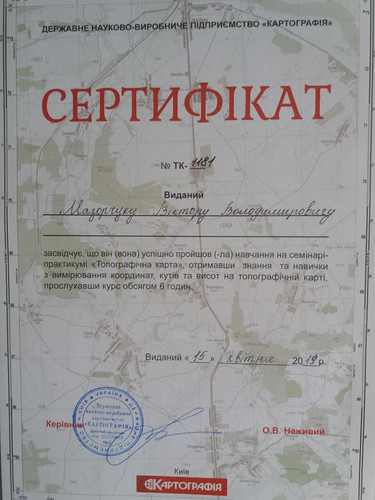 ДЕРЖАВНЕ НАУКОВО-ВИРОБНИЧЕ ПІДПРИЄМСТВО «КАРТОГРАФІЯ»
СЕРТИФІКАТ
№ ТК- 1181
Виданий
Мазорчуку Віктору Володимировичу
засвідчує, що він (вона) успішно пройшов (-ла) навчання на семінарі-
практикумі «Топографічна карта», отримавши знання та навички
з вимірювання координат, кутів та висот на топографічній карті,
прослухавши курс обсягом 6 годин.
Виданий « 15 » квітня 2019 р.
Керівник
О.В. Неживий
«КАРТОГРАФІЯ»
Київ
КАРТОГРАФІЯ